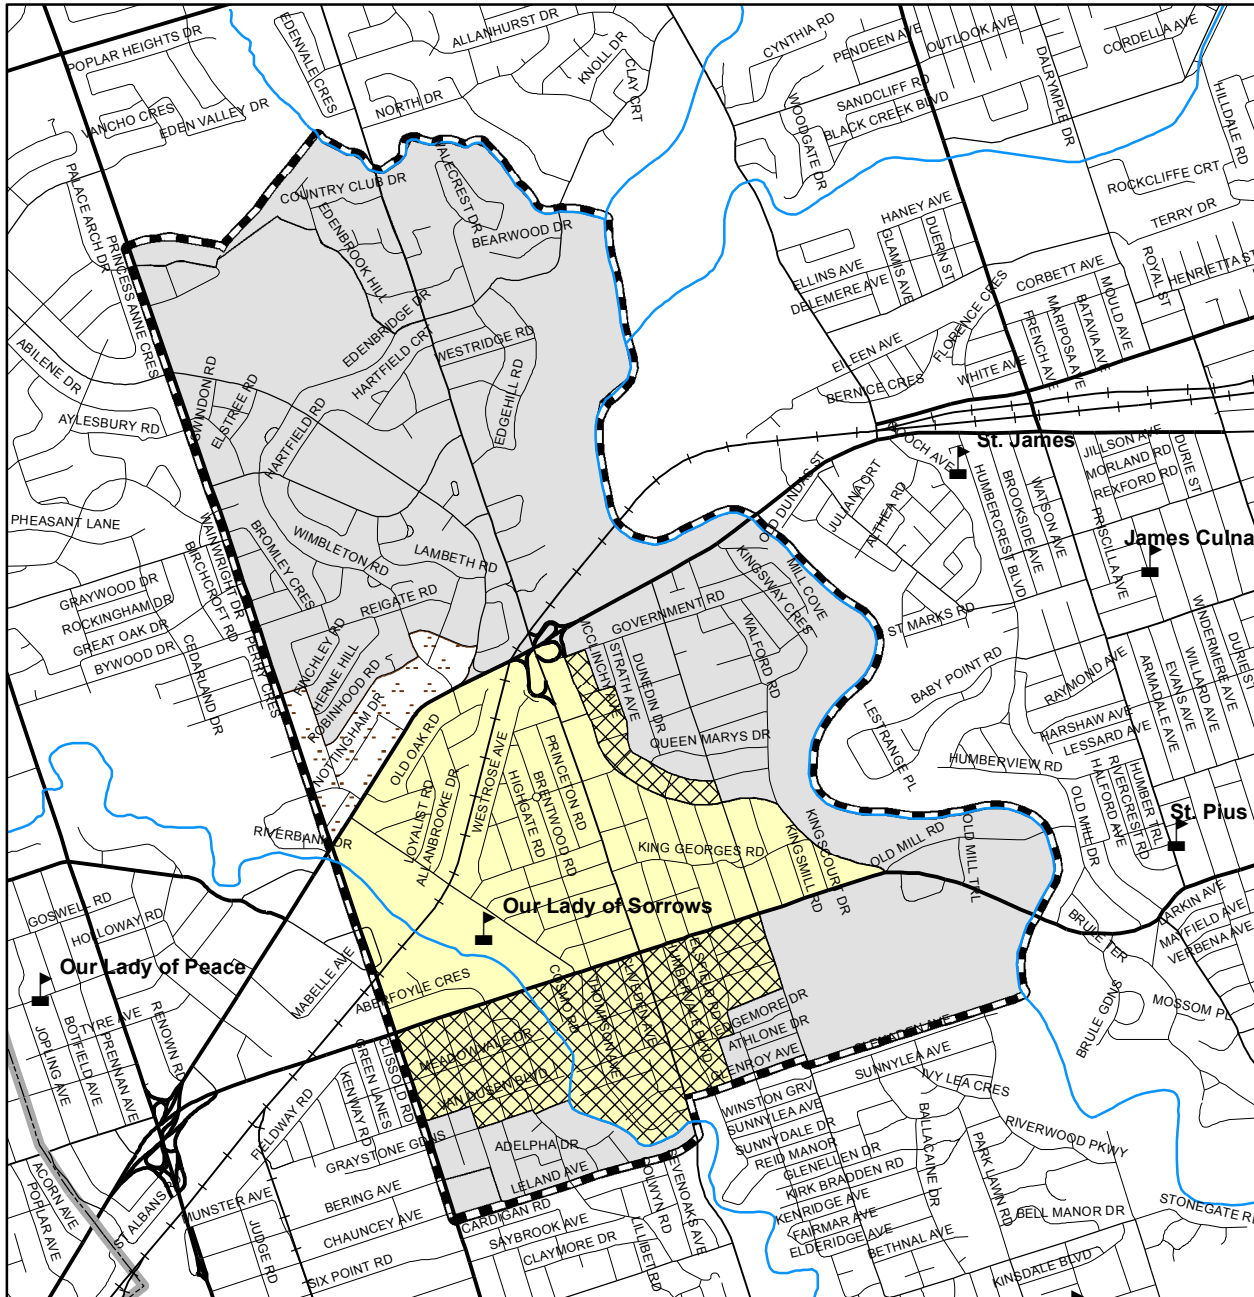 POPLAR HEIGHTS DR
EDENVALE CRES
ALLANHURST DR
KNOLL DR
CLAY CRT
CYNTHIA RD
PENDEEN AVE
OUTLOOK AVE
CORDELLA AVE
DALRYMPLE DR
SANDCLIFF RD
BLACK CREEK BLVD
WOODGATE DR
HILLDALE RD
VANCHO CRES
EDEN VALLEY DR
NORTH DR
PALACE ARCH DR
PRINCESS ANNE CRES
COUNTRY CLUB DR
EDENBROOK HILL
VALECREST DR
BEARWOOD DR
ROCKCLIFFE CRT
TERRY DR
HANEY AVE
GLAMIS AVE
DUERN ST
ROYAL ST
HENRIETTA ST
ELLINS AVE
DELEMERE AVE
CORBETT AVE
MOULD AVE
BATAVIA AVE
MARIPOSA AVE
FRENCH AVE
FLORENCE CRES
EDENBRIDGE DR
HARTFIELD CRT
WESTRIDGE RD
EILEEN AVE
BERNICE CRES
WHITE AVE
ABILENE DR
AYLESBURY RD
SWINDON RD
ELSTREE RD
HARTFIELD RD
EDGEHILL RD
St. James
JILLSON AVE
MORLAND RD
REXFORD RD
DURIE ST
OLD DUNDAS ST
JULIANA CRT
ALTHEA RD
HUMBERCREST BLVD
BROOKSIDE AVE
WATSON AVE
PRISCILLA AVE
James Culna
PHEASANT LANE
WAINWRIGHT DR
BIRCHCROFT RD
BROMLEY CRES
WIMBLETON RD
LAMBETH RD
REIGATE RD
GRAYWOOD DR
ROCKINGHAM DR
GREAT OAK DR
BYWOOD DR
CEDARLAND DR
PERRY CRES
FINCHLEY RD
HERNE HILL
ROBINHOOD RD
NOTTINGHAM DR
MCCLINCHY AVE
STRATH AVE
DUNEDIN DR
GOVERNMENT RD
KINGSWAY CRES
MILL COVE
WALFORD RD
QUEEN MARYS DR
ST MARKS RD
BABY POINT RD
LESTRANGE PL
RAYMOND AVE
HARSHAW AVE
LESSARD AVE
HUMBERVIEW RD
WINDERMERE AVE
WILLARD AVE
EVANS AVE
ARMADALE AVE
DURIE ST
OLD OAK RD
LOYALIST RD
ALLANBROOKE DR
WESTROSE AVE
PRINCETON RD
BRENTWOOD RD
HIGHGATE RD
KING GEORGES RD
KINGSMILL RD
KINGSCOURT DR
OLD MILL RD
OLD MILL TRL
OLD MILL DR
HALFORD AVE
RIVERCREST RD
HUMBER TRL
St. Pius
RIVERBANK DR
GOSWELL RD
HOLLOWAY RD
Our Lady of Sorrows
Our Lady of Peace
MABELLE AVE
ABERFOYLE CRES
BRULE TER
BRULE GDNS
LARKIN AVE
MAYFIELD AVE
VERBENA AVE
MOSSOM PL
JOPLING AVE
BOTFIELD AVE
PRENNAN AVE
RENOWN RD
MEADOWVALE DR
VAN DUSEN BLVD
COSMO RD
THOMPSON AVE
EDGEMORE DR
ATHLONE DR
GLENROY AVE
SUNNYLEA AVE
IVY LEA CRES
RIVERWOOD PKWY
CLISSOLD RD
GREEN LANES
KENWAY RD
FIELDWAY RD
GRAYSTONE GDNS
ADELPHA DR
LELAND AVE
WINSTON GRV
SUNNYLEA AVE
SUNNYDALE DR
REID MANOR
GLENELLEN DR
KIRK BRADDEN RD
KENRIDGE AVE
FAIRMAR AVE
ELDERIDGE AVE
BETHNAL AVE
BALLACAINE DR
PARK LAWN RD
BELL MANOR DR
STONEGATE RD
KINSDALE BLVD
ACORN AVE
POPLAR AVE
ST ALBANS
MUNSTER AVE
JUDGE RD
BERING AVE
CHAUNCEY AVE
SIX POINT RD
CARDIGAN RD
SAYBROOK AVE
CLAYMORE DR
LILLIBET RD
SEVENOAKS AVE